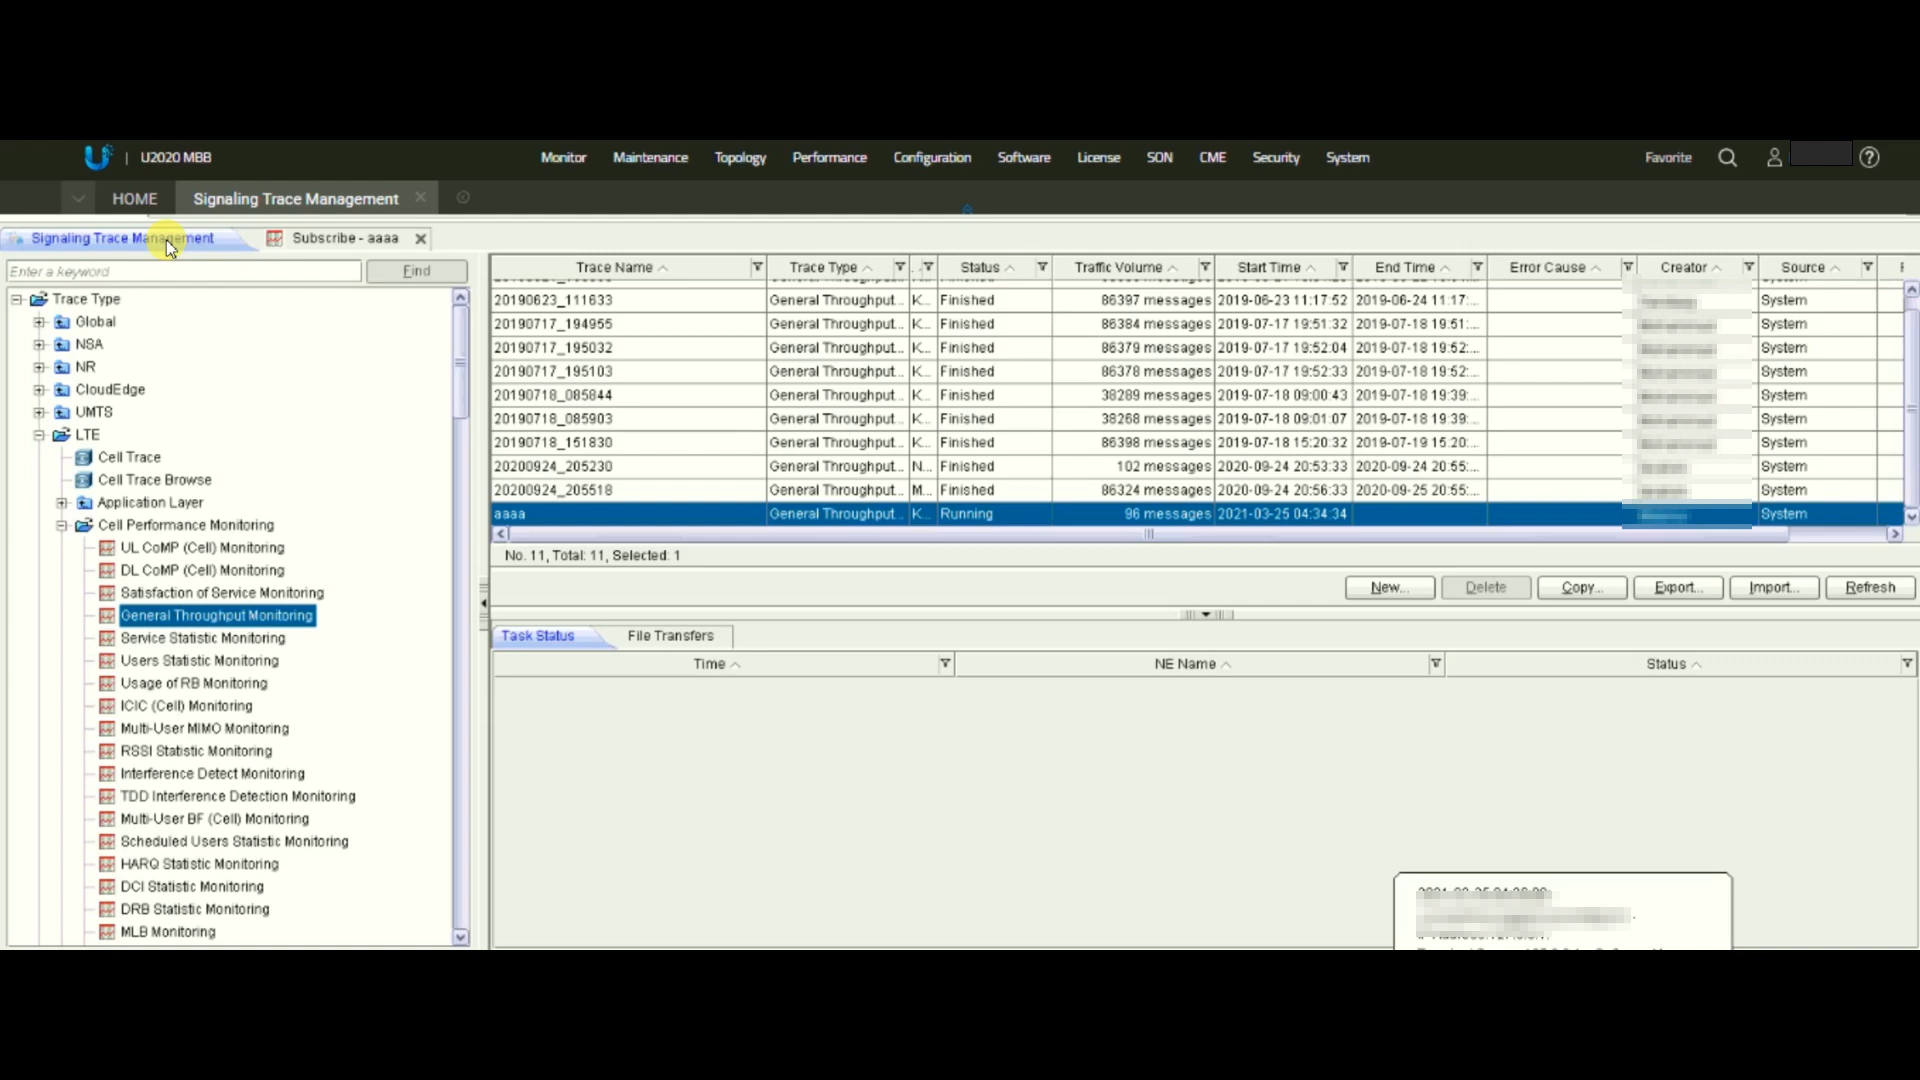 U2020 MBB Monitor Maintenance Topology Performance Configuration Software License SON CME Security System Favorite
HOME Signaling Trace Management
Signaling Trace Management Subscribe - aaaa
Enter a keyword Find
Trace Type
Global
NSA
NR
CloudEdge
UMTS
LTE
Cell Trace
Cell Trace Browse
Application Layer
Cell Performance Monitoring
UL CoMP (Cell) Monitoring
DL CoMP (Cell) Monitoring
Satisfaction of Service Monitoring
General Throughput Monitoring
Service Statistic Monitoring
Users Statistic Monitoring
Usage of RB Monitoring
ICIC (Cell) Monitoring
Multi-User MIMO Monitoring
RSSI Statistic Monitoring
Interference Detect Monitoring
TDD Interference Detection Monitoring
Multi-User BF (Cell) Monitoring
Scheduled Users Statistic Monitoring
HARQ Statistic Monitoring
DCI Statistic Monitoring
DRB Statistic Monitoring
MLB Monitoring
Trace Name Trace Type Status Traffic Volume Start Time End Time Error Cause Creator Source
20190623_111633 General Throughput... K... Finished 86397 messages 2019-06-23 11:17:52 2019-06-24 11:17:... System
20190717_194955 General Throughput... K... Finished 86384 messages 2019-07-17 19:51:32 2019-07-18 19:51:... System
20190717_195032 General Throughput... K... Finished 86379 messages 2019-07-17 19:52:04 2019-07-18 19:52:... System
20190717_195103 General Throughput... K... Finished 86378 messages 2019-07-17 19:52:33 2019-07-18 19:52:... System
20190718_085844 General Throughput... K... Finished 38289 messages 2019-07-18 09:00:43 2019-07-18 19:39:... System
20190718_085903 General Throughput... K... Finished 38268 messages 2019-07-18 09:01:07 2019-07-18 19:39:... System
20190718_151830 General Throughput... K... Finished 86398 messages 2019-07-18 15:20:32 2019-07-19 15:20:... System
20200924_205230 General Throughput... N... Finished 102 messages 2020-09-24 20:53:33 2020-09-24 20:55:... System
20200924_205518 General Throughput... M... Finished 86324 messages 2020-09-24 20:56:33 2020-09-25 20:55:... System
aaaa General Throughput... K... Running 96 messages 2021-03-25 04:34:34 System
No. 11, Total: 11, Selected: 1
New... Delete Copy... Export... Import... Refresh
Task Status File Transfers
Time NE Name Status